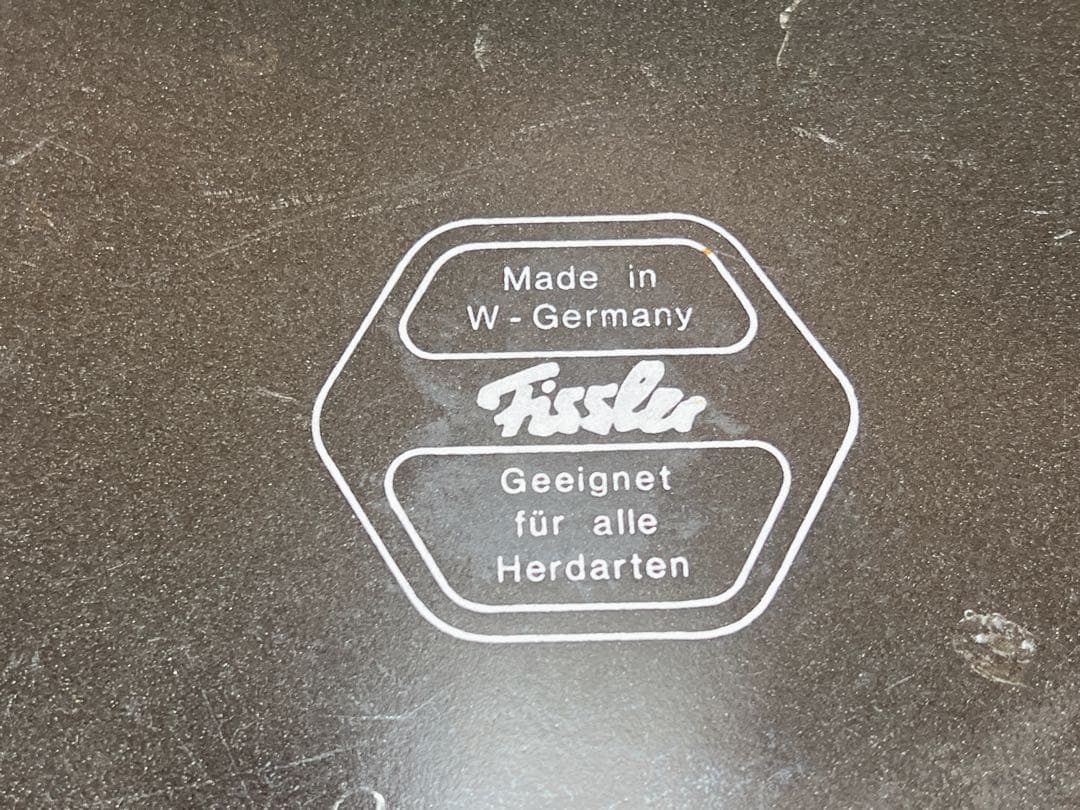 Made in
W-Germany
Fissler
Geeignet
für alle
Herdarten